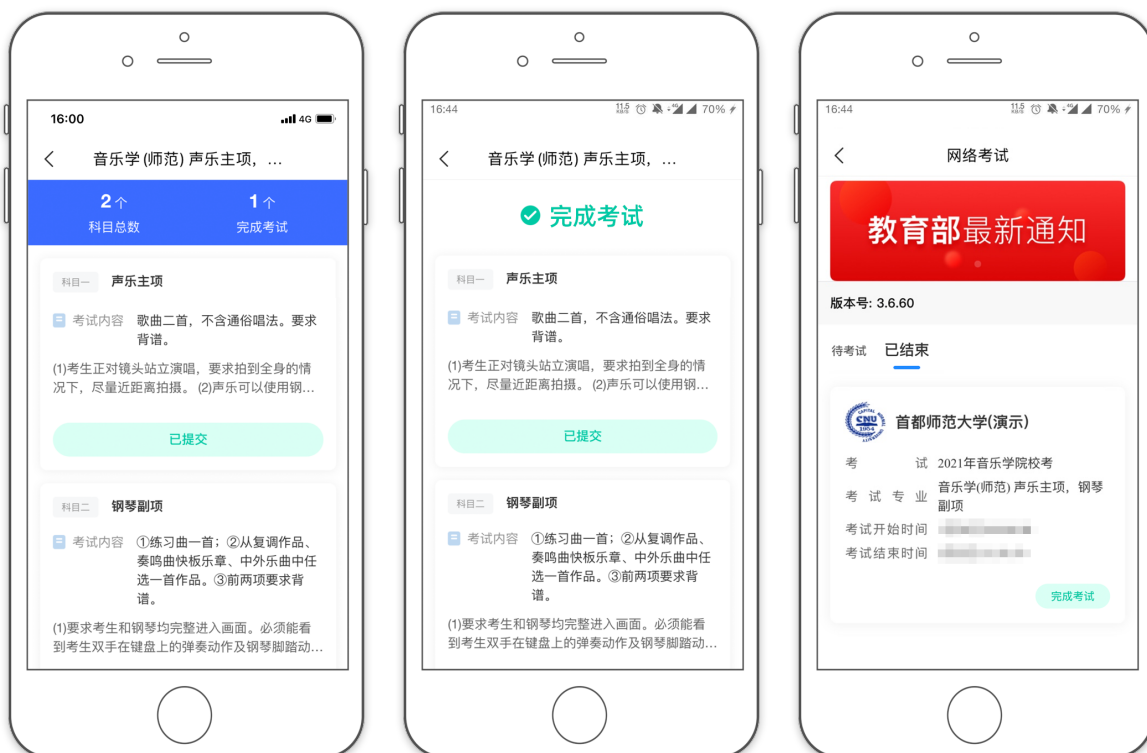 16:00
4G
音乐学(师范) 声乐主项，...
2个
1个
科目总数
完成考试
科目一
声乐主项
考试内容
歌曲二首，不含通俗唱法。要求
背谱。
(1)考生正对镜头站立演唱，要求拍到全身的情
况下，尽量近距离拍摄。 (2)声乐可以使用钢...
已提交
科目二
钢琴副项
考试内容
①练习曲一首；②从复调作品、
奏鸣曲快板乐章、中外乐曲中任
选一首作品。③前两项要求背
谱。
(1)要求考生和钢琴均完整进入画面。必须能看
到考生双手在键盘上的弹奏动作及钢琴脚踏动...
16:44
11.5
KB/S
4G
70%
音乐学(师范) 声乐主项，...
完成考试
科目一
声乐主项
考试内容
歌曲二首，不含通俗唱法。要求
背谱。
(1)考生正对镜头站立演唱，要求拍到全身的情
况下，尽量近距离拍摄。 (2)声乐可以使用钢...
已提交
科目二
钢琴副项
考试内容
①练习曲一首；②从复调作品、
奏鸣曲快板乐章、中外乐曲中任
选一首作品。③前两项要求背
谱。
(1)要求考生和钢琴均完整进入画面。必须能看
到考生双手在键盘上的弹奏动作及钢琴脚踏动...
16:44
11.5
KB/S
4G
70%
网络考试
教育部最新通知
版本号: 3.6.60
待考试
已结束
CAPITAL NORMAL
CNU
1954
首都师范大学(演示)
考试 2021年音乐学院校考
考试专业 音乐学(师范) 声乐主项，钢琴
副项
考试开始时间
考试结束时间
完成考试